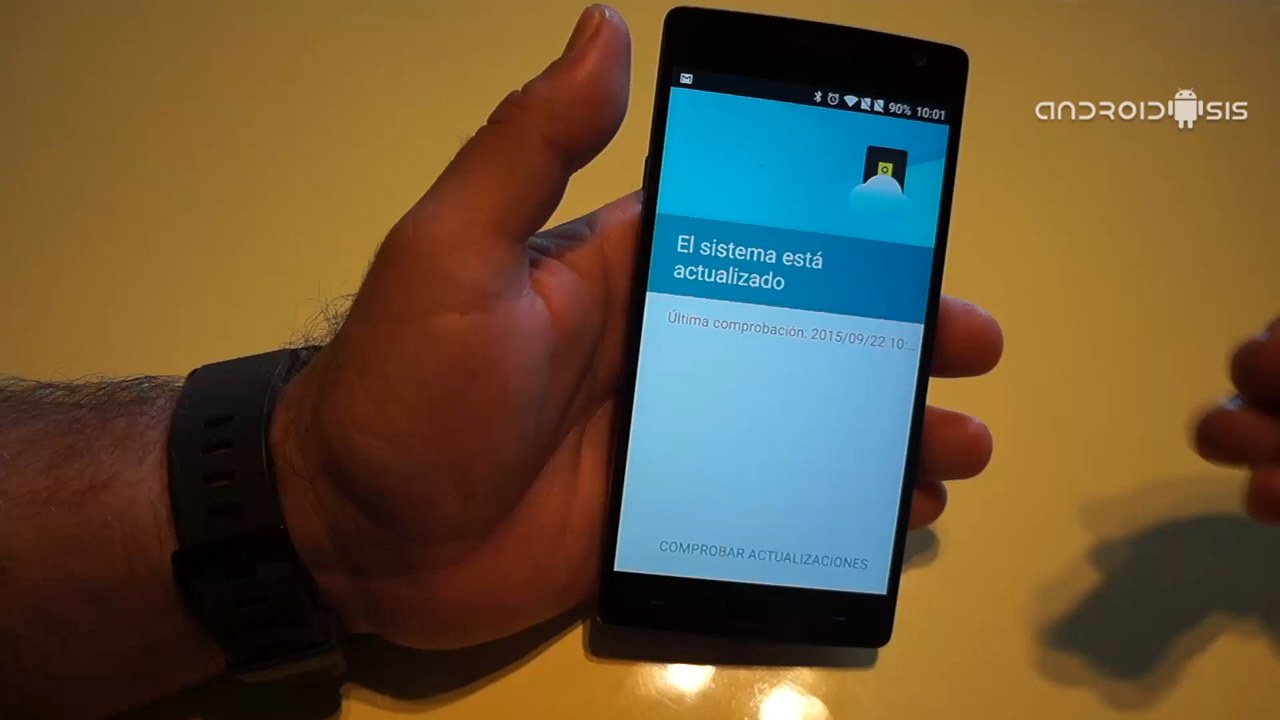 90% 10:01
ANDROIDSIS
El sistema está
actualizado
Última comprobación: 2015/09/22 10:...
COMPROBAR ACTUALIZACIONES